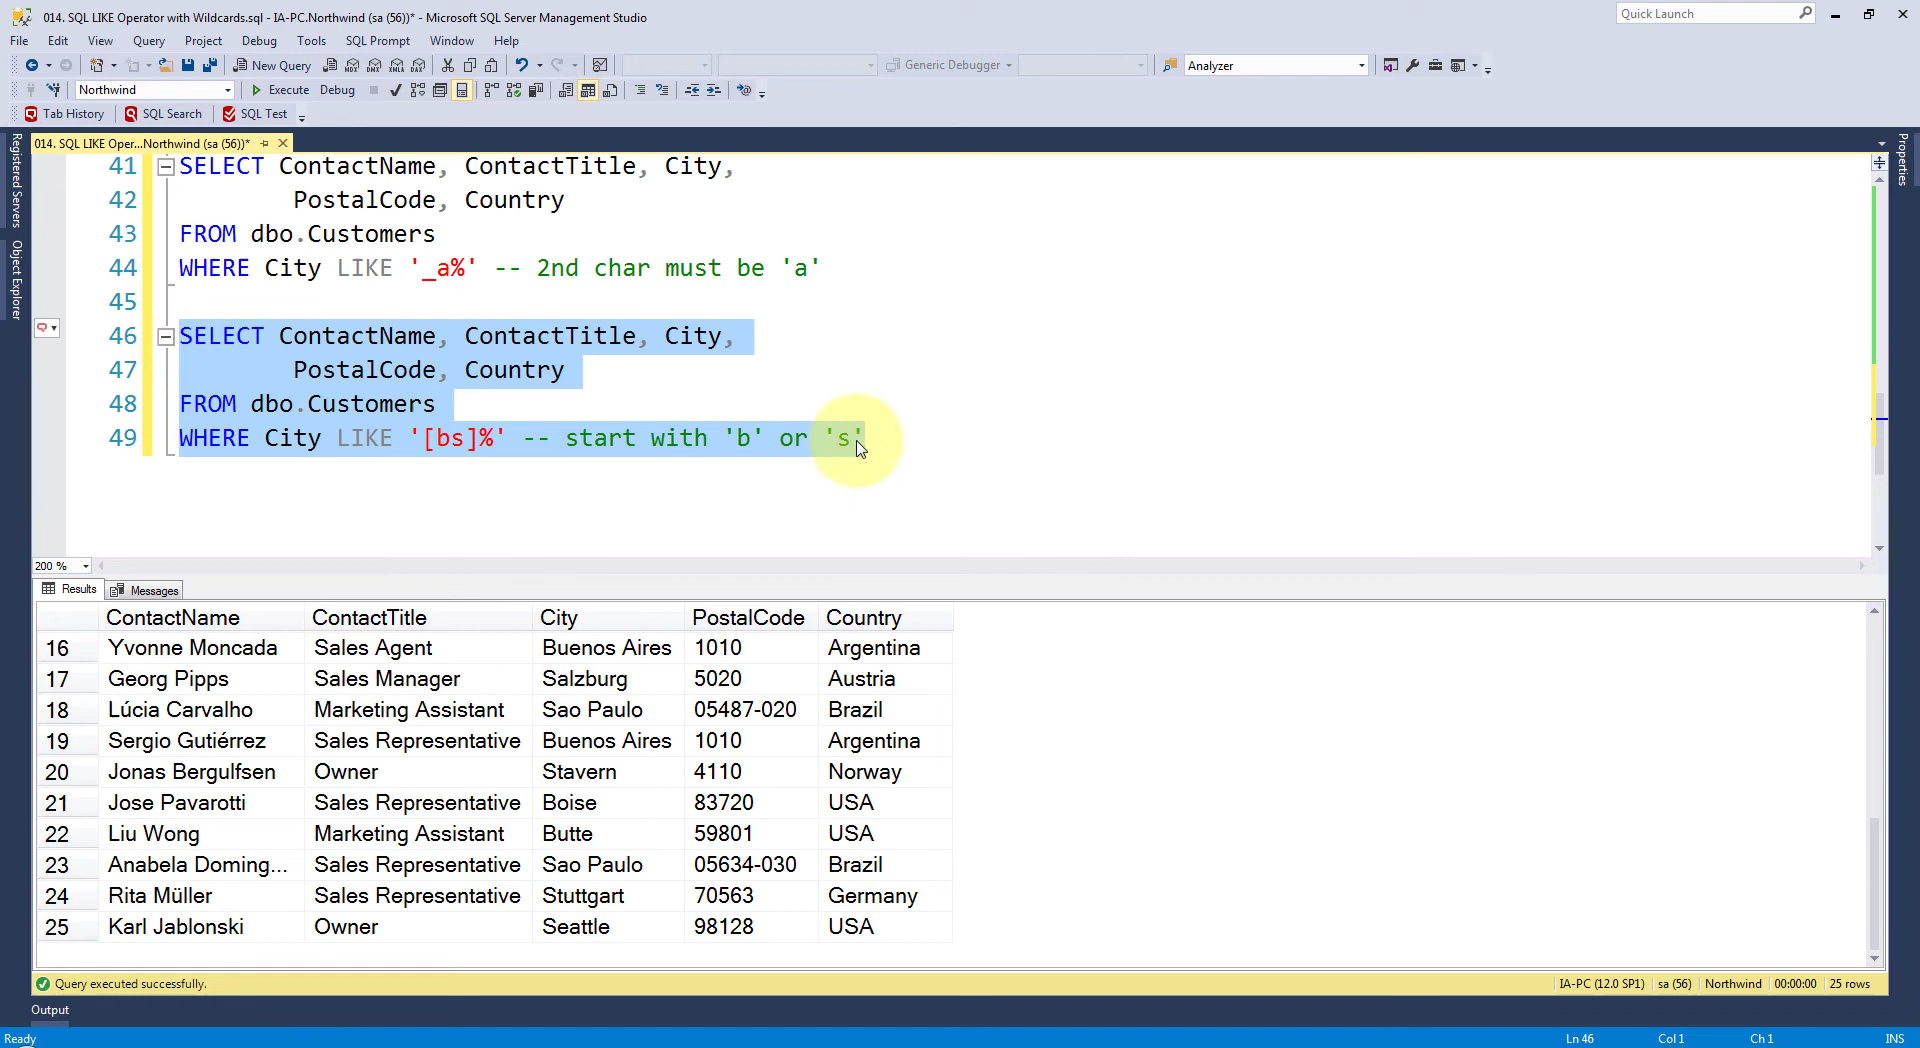 014. SQL LIKE Operator with Wildcards.sql - IA-PC.Northwind (sa (56))* - Microsoft SQL Server Management Studio
Quick Launch
File Edit View Query Project Debug Tools SQL Prompt Window Help
New Query Generic Debugger Analyzer
Northwind Execute Debug
Tab History SQL Search SQL Test
014. SQL LIKE Oper...Northwind (sa (56))*
Registered Servers
Object Explorer
Properties
41 SELECT ContactName, ContactTitle, City,
42 PostalCode, Country
43 FROM dbo.Customers
44 WHERE City LIKE '_a%' -- 2nd char must be 'a'
45
46 SELECT ContactName, ContactTitle, City,
47 PostalCode, Country
48 FROM dbo.Customers
49 WHERE City LIKE '[bs]%' -- start with 'b' or 's'
200 %
Results Messages
ContactName ContactTitle City PostalCode Country
16 Yvonne Moncada Sales Agent Buenos Aires 1010 Argentina
17 Georg Pipps Sales Manager Salzburg 5020 Austria
18 Lúcia Carvalho Marketing Assistant Sao Paulo 05487-020 Brazil
19 Sergio Gutiérrez Sales Representative Buenos Aires 1010 Argentina
20 Jonas Bergulfsen Owner Stavern 4110 Norway
21 Jose Pavarotti Sales Representative Boise 83720 USA
22 Liu Wong Marketing Assistant Butte 59801 USA
23 Anabela Doming... Sales Representative Sao Paulo 05634-030 Brazil
24 Rita Müller Sales Representative Stuttgart 70563 Germany
25 Karl Jablonski Owner Seattle 98128 USA
Query executed successfully. IA-PC (12.0 SP1) sa (56) Northwind 00:00:00 25 rows
Output
Ready Ln 46 Col 1 Ch 1 INS